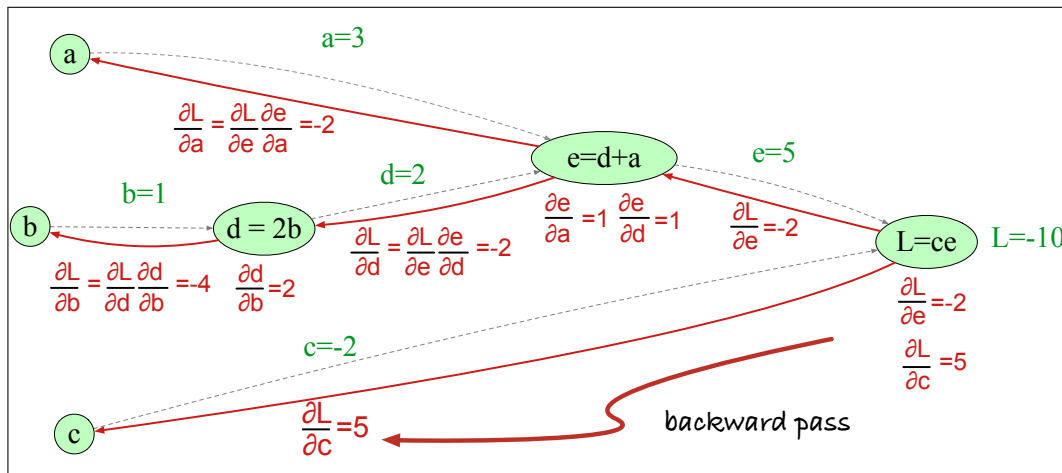 a=3
a
∂L/∂a = ∂L/∂e ∂e/∂a =-2
e=d+a
e=5
d=2
b=1
b
d = 2b
∂L/∂d = ∂L/∂e ∂e/∂d =-2
∂e/∂a =1 ∂e/∂d =1
∂L/∂e =-2
L=ce
L=-10
∂L/∂b = ∂L/∂d ∂d/∂b =-4
∂d/∂b =2
∂L/∂e =-2
c=-2
∂L/∂c =5
c
∂L/∂c =5
backward pass